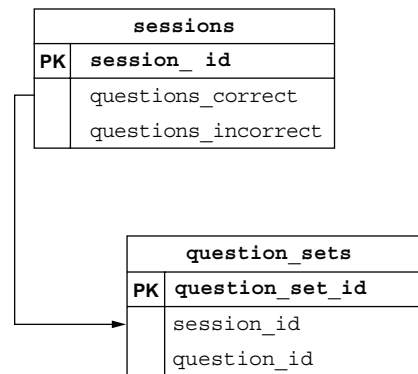 sessions
PK session_ id
questions_correct
questions_incorrect
question_sets
PK question_set_id
session_id
question_id